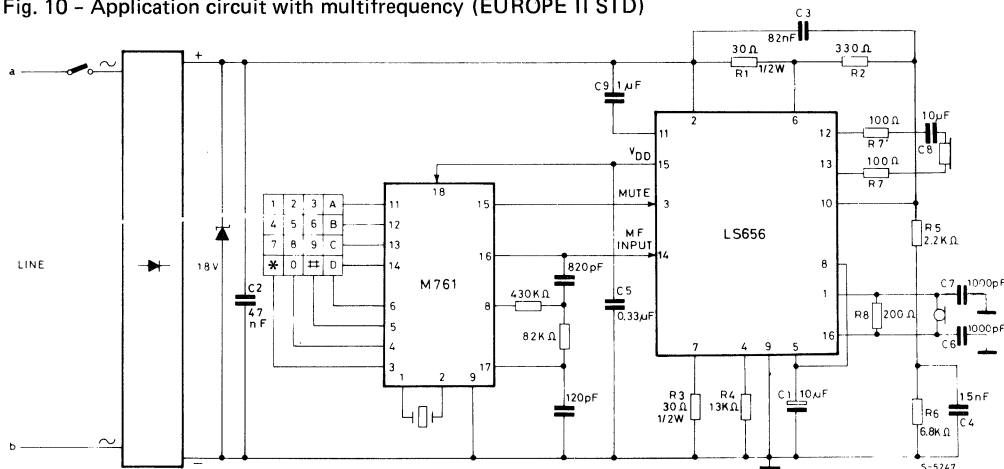 Fig. 10 – Application circuit with multifrequency (EUROPE II STD)
C3
82nF
30Ω
R1
1/2W
330Ω
R2
a
~
+
C9
1μF
2
6
11
12
100Ω
R7'
10μF
C8
VDD
15
13
100Ω
R7
18
MUTE
3
10
1 2 3 A
4 5 6 B
7 8 9 C
* 0 # D
11
12
13
14
15
16
M761
MF
INPUT
14
LS656
R5
2.2KΩ
LINE
18V
C2
47
nF
820pF
8
430KΩ
C5
0.33μF
8
1
C7
1000pF
R8
200Ω
6
5
4
3
82KΩ
17
16
C6
1000pF
1
2
9
7
4
9
5
120pF
R3
30Ω
1/2W
R4
13KΩ
C1
10μF
R6
6.8KΩ
15nF
C4
b
~
–
S-5247